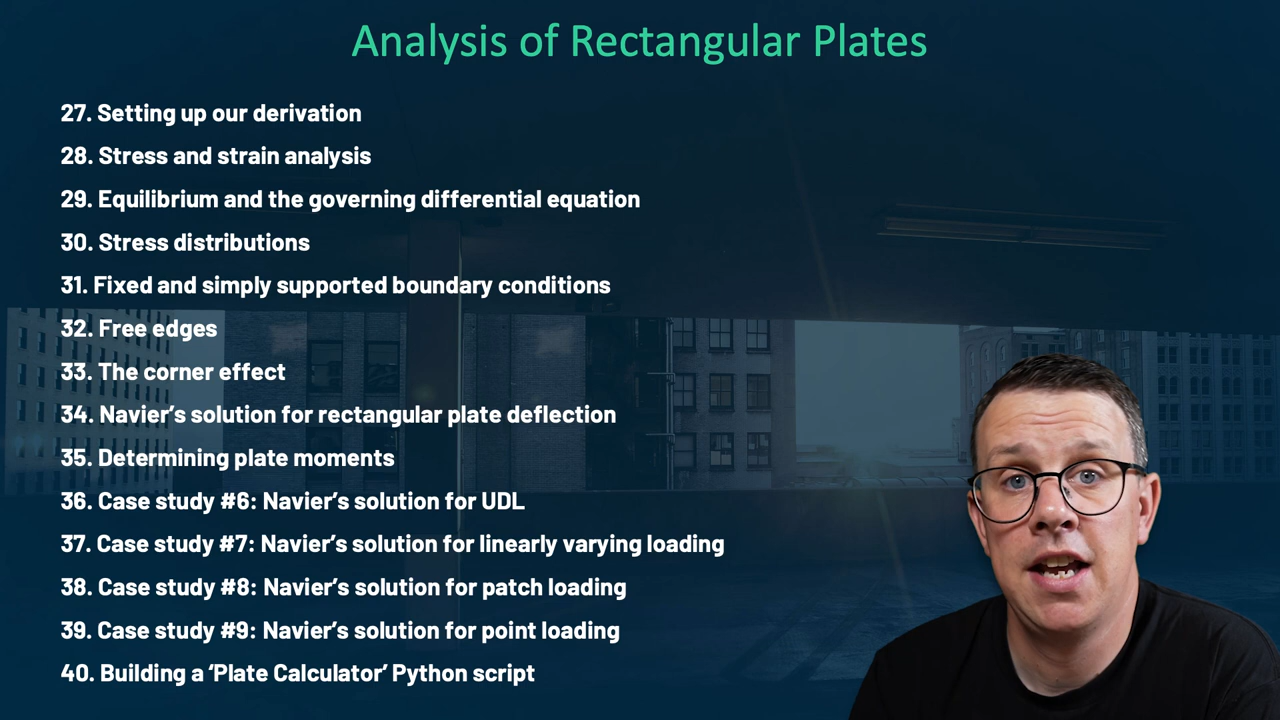 Analysis of Rectangular Plates
27. Setting up our derivation
28. Stress and strain analysis
29. Equilibrium and the governing differential equation
30. Stress distributions
31. Fixed and simply supported boundary conditions
32. Free edges
33. The corner effect
34. Navier’s solution for rectangular plate deflection
35. Determining plate moments
36. Case study #6: Navier’s solution for UDL
37. Case study #7: Navier’s solution for linearly varying loading
38. Case study #8: Navier’s solution for patch loading
39. Case study #9: Navier’s solution for point loading
40. Building a ‘Plate Calculator’ Python script